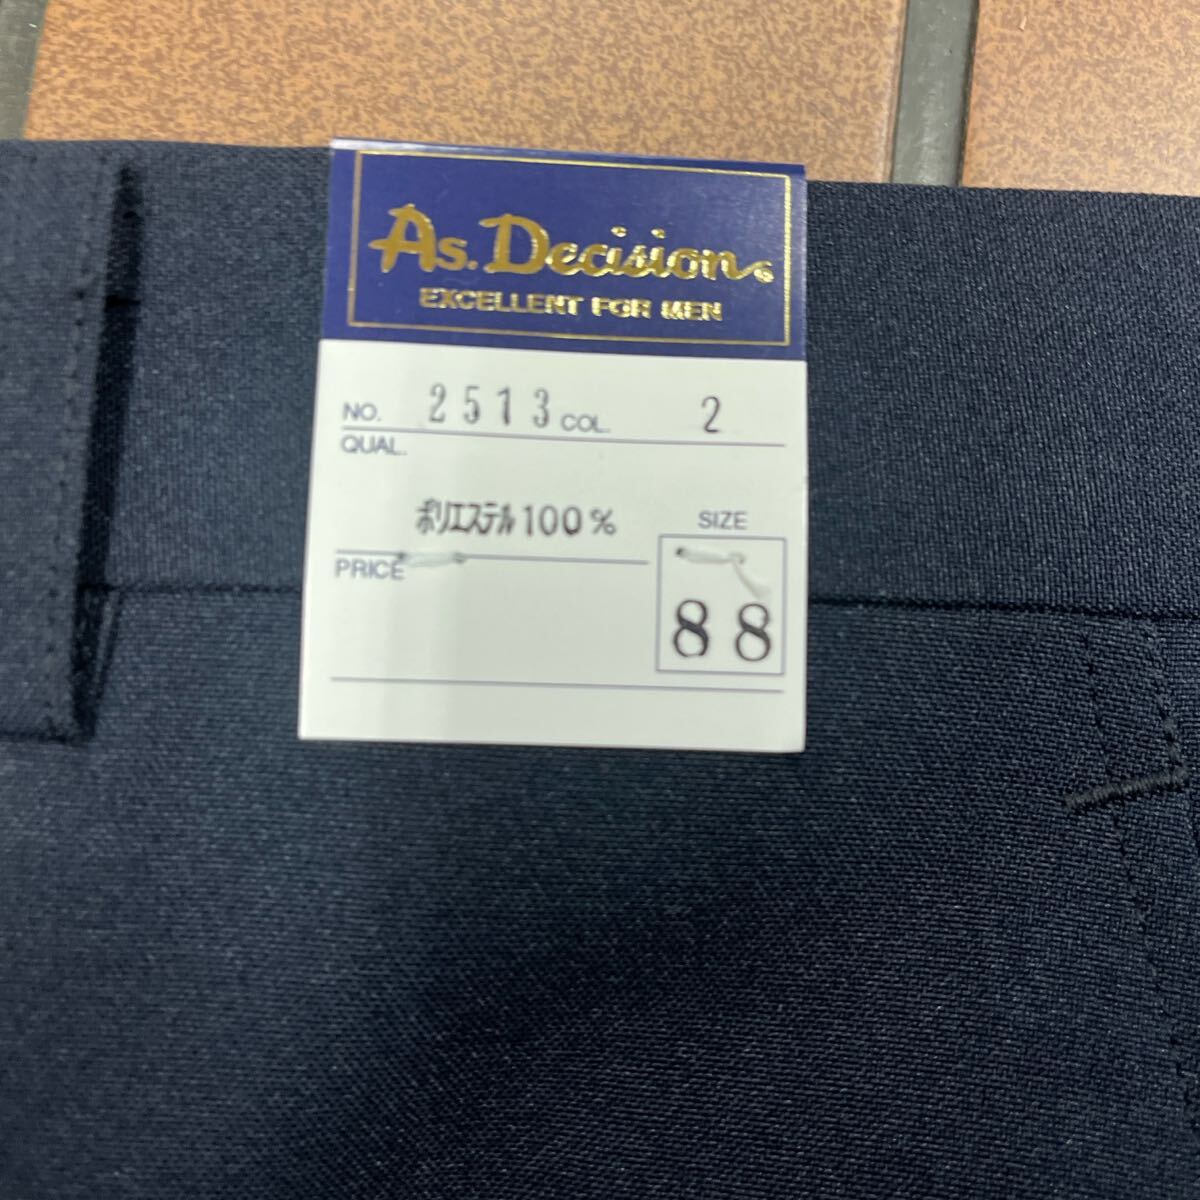 As. Decision
EXCELLENT FOR MEN
NO. 2513 COL. 2
QUAL.
ポリエステル100%
SIZE
PRICE
88